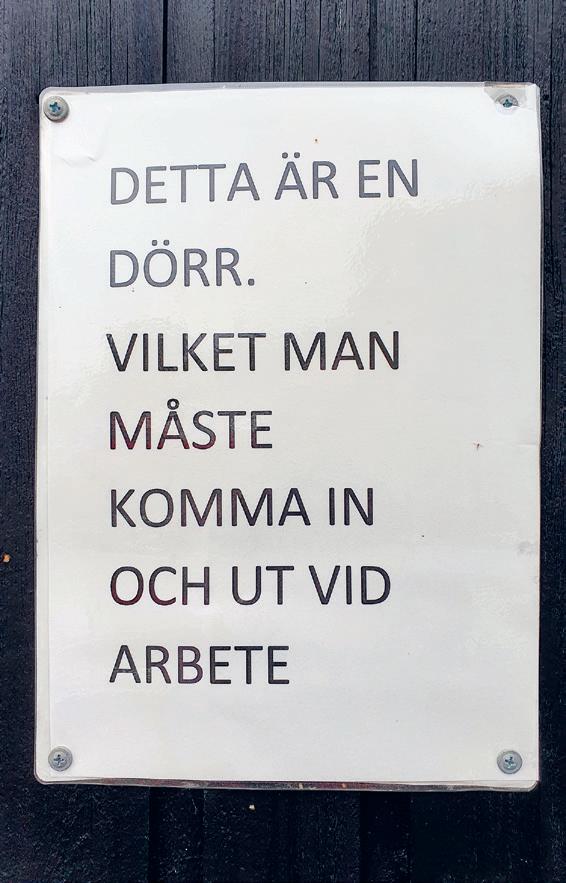 DETTA ÄR EN
DÖRR.
VILKET MAN
MÅSTE
KOMMA IN
OCH UT VID
ARBETE